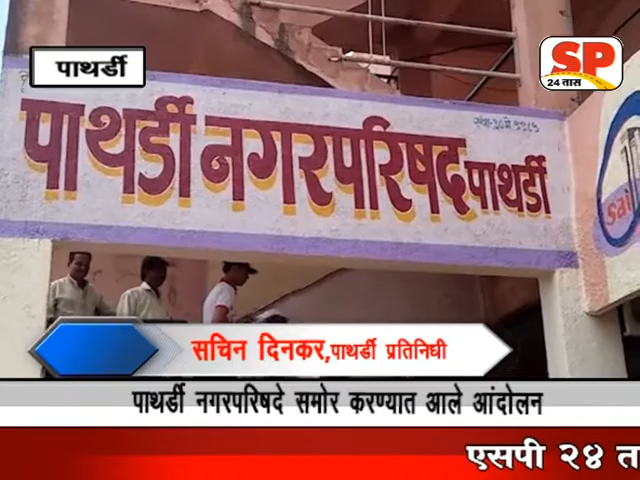 पाथर्डी
SP
24 तास
पाथर्डी नगरपरिषद पाथर्डी
sai
सचिन दिनकर,पाथर्डी प्रतिनिधी
पाथर्डी नगरपरिषदे समोर करण्यात आले आंदोलन
एसपी २४ त